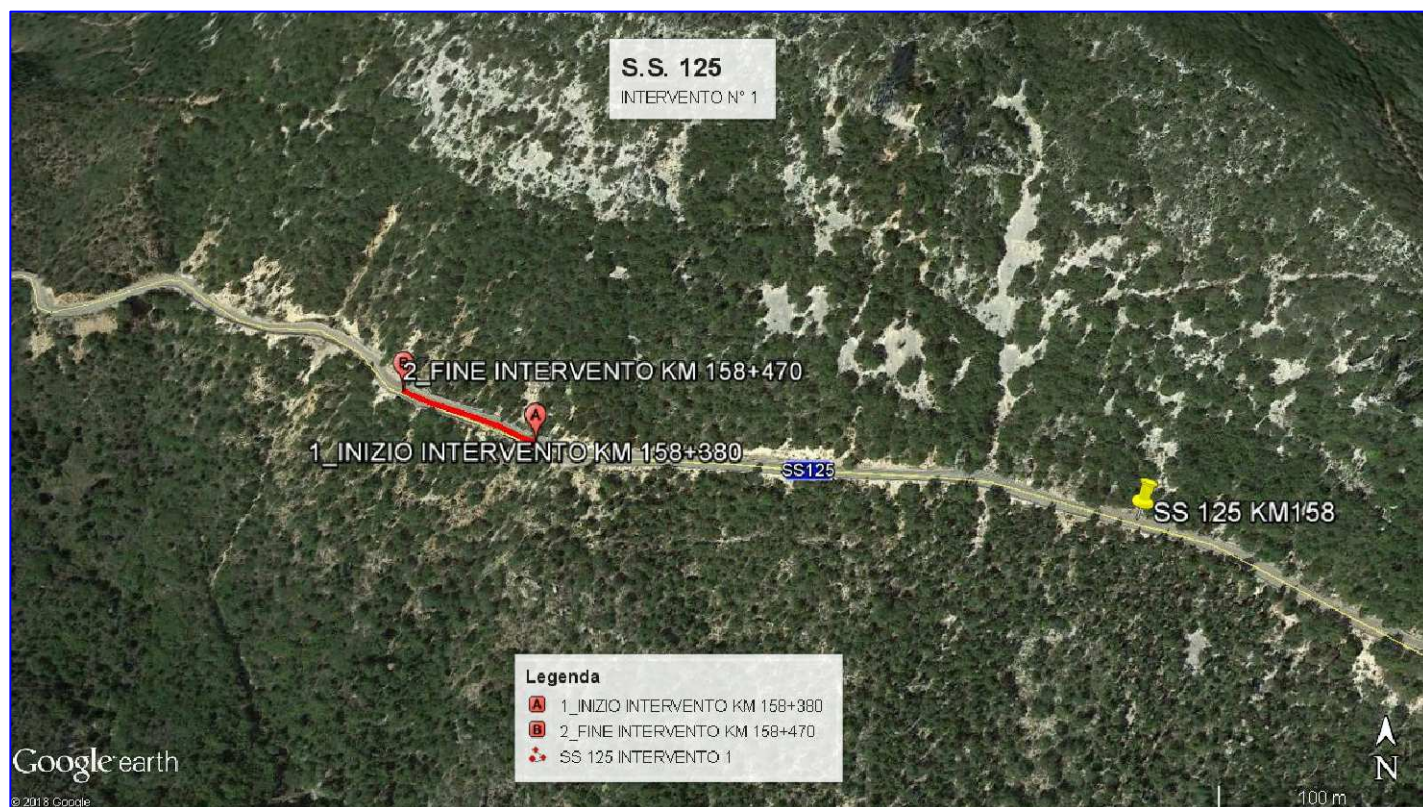 S.S. 125
INTERVENTO N° 1
B
2_FINE INTERVENTO KM 158+470
A
1_INIZIO INTERVENTO KM 158+380
SS125
SS 125 KM158
Legenda
A 1_INIZIO INTERVENTO KM 158+380
B 2_FINE INTERVENTO KM 158+470
SS 125 INTERVENTO 1
Google earth
© 2018 Google
N
100 m